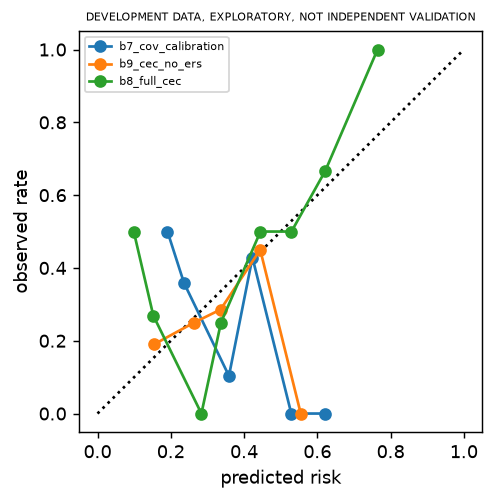 DEVELOPMENT DATA, EXPLORATORY, NOT INDEPENDENT VALIDATION
b7_cov_calibration
b9_cec_no_ers
b8_full_cec
1.0
0.8
0.6
0.4
0.2
0.0
observed rate
0.0 0.2 0.4 0.6 0.8 1.0
predicted risk